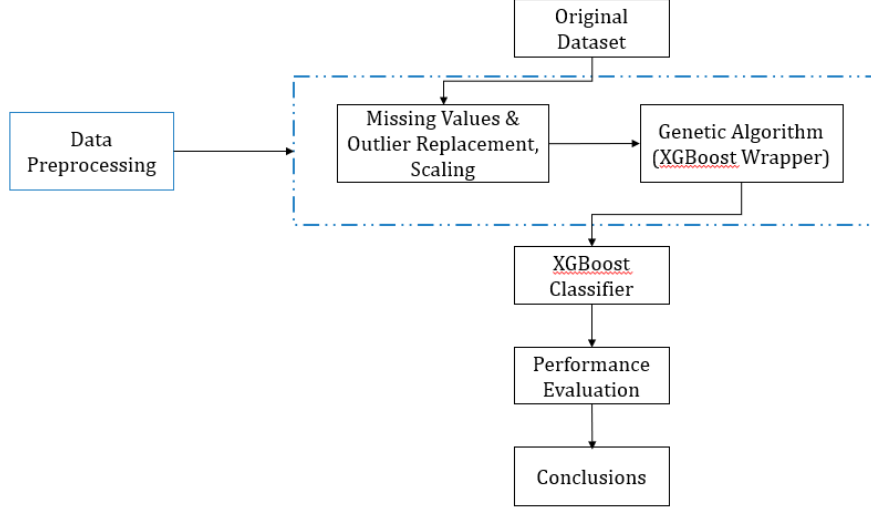 Original
Dataset
Data
Preprocessing
Missing Values &
Outlier Replacement,
Scaling
Genetic Algorithm
(XGBoost Wrapper)
XGBoost
Classifier
Performance
Evaluation
Conclusions